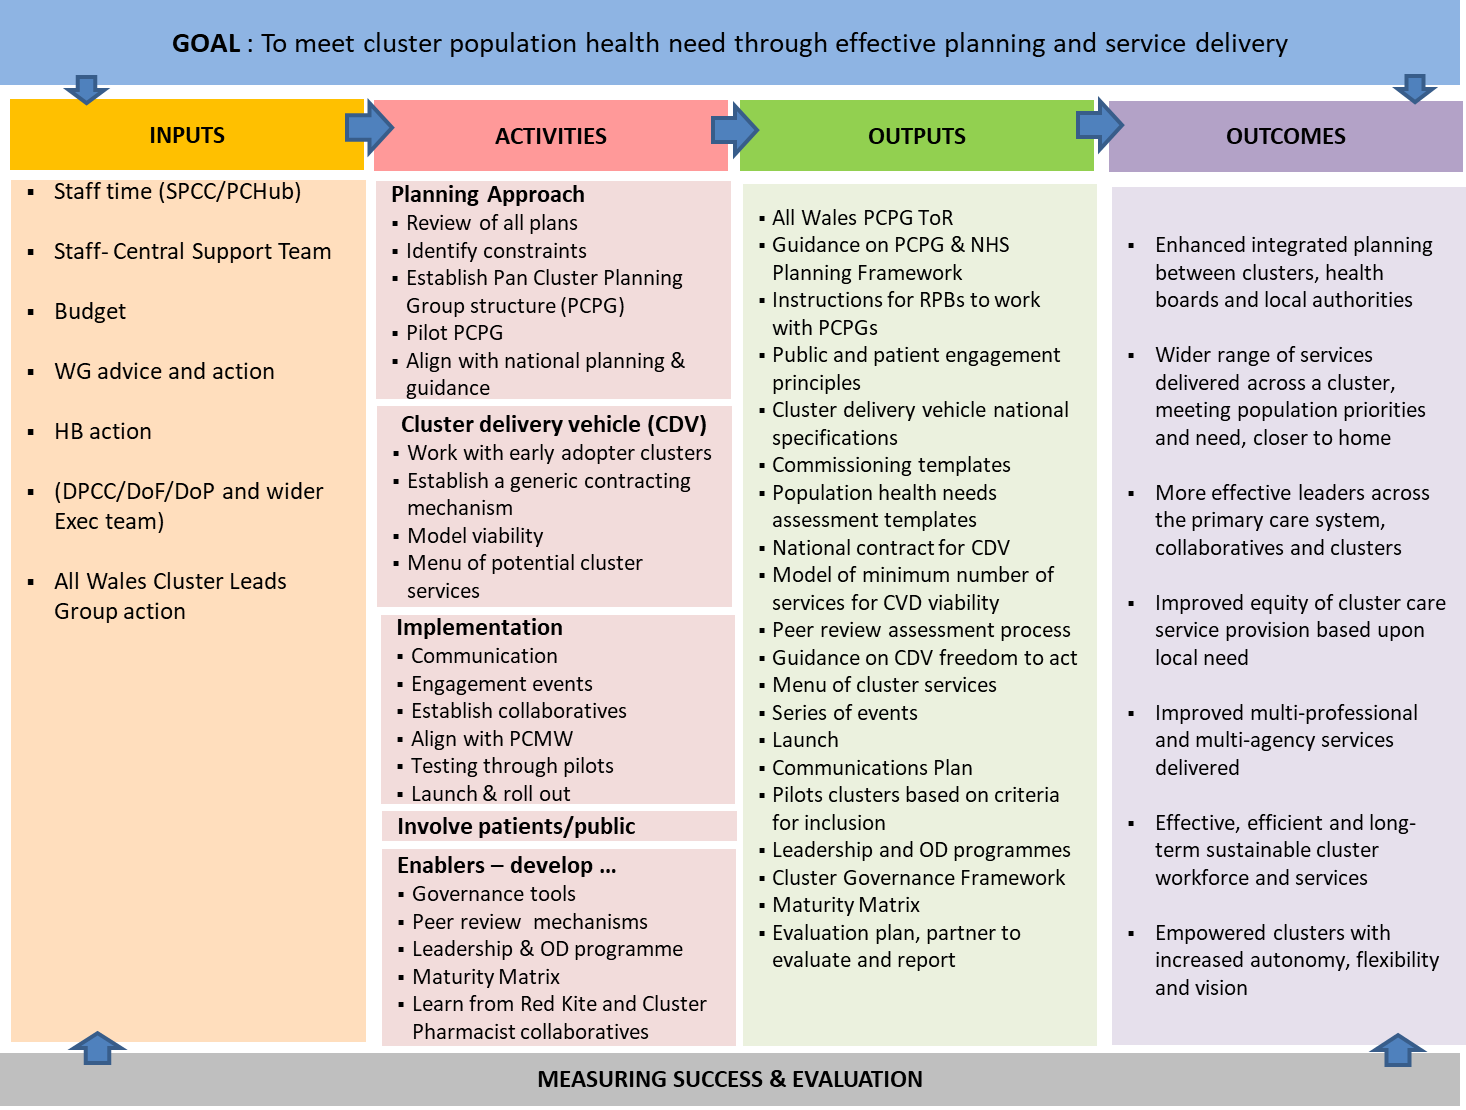 GOAL : To meet cluster population health need through effective planning and service delivery
INPUTS
▪ Staff time (SPCC/PCHub)
▪ Staff- Central Support Team
▪ Budget
▪ WG advice and action
▪ HB action
▪ (DPCC/DoF/DoP and wider
Exec team)
▪ All Wales Cluster Leads
Group action
ACTIVITIES
Planning Approach
▪ Review of all plans
▪ Identify constraints
▪ Establish Pan Cluster Planning
Group structure (PCPG)
▪ Pilot PCPG
▪ Align with national planning &
guidance
Cluster delivery vehicle (CDV)
▪ Work with early adopter clusters
▪ Establish a generic contracting
mechanism
▪ Model viability
▪ Menu of potential cluster
services
Implementation
▪ Communication
▪ Engagement events
▪ Establish collaboratives
▪ Align with PCMW
▪ Testing through pilots
▪ Launch & roll out
Involve patients/public
Enablers – develop ...
▪ Governance tools
▪ Peer review mechanisms
▪ Leadership & OD programme
▪ Maturity Matrix
▪ Learn from Red Kite and Cluster
Pharmacist collaboratives
OUTPUTS
▪ All Wales PCPG ToR
▪ Guidance on PCPG & NHS
Planning Framework
▪ Instructions for RPBs to work
with PCPGs
▪ Public and patient engagement
principles
▪ Cluster delivery vehicle national
specifications
▪ Commissioning templates
▪ Population health needs
assessment templates
▪ National contract for CDV
▪ Model of minimum number of
services for CVD viability
▪ Peer review assessment process
▪ Guidance on CDV freedom to act
▪ Menu of cluster services
▪ Series of events
▪ Launch
▪ Communications Plan
▪ Pilots clusters based on criteria
for inclusion
▪ Leadership and OD programmes
▪ Cluster Governance Framework
▪ Maturity Matrix
▪ Evaluation plan, partner to
evaluate and report
OUTCOMES
▪ Enhanced integrated planning
between clusters, health
boards and local authorities
▪ Wider range of services
delivered across a cluster,
meeting population priorities
and need, closer to home
▪ More effective leaders across
the primary care system,
collaboratives and clusters
▪ Improved equity of cluster care
service provision based upon
local need
▪ Improved multi-professional
and multi-agency services
delivered
▪ Effective, efficient and long-
term sustainable cluster
workforce and services
▪ Empowered clusters with
increased autonomy, flexibility
and vision
MEASURING SUCCESS & EVALUATION